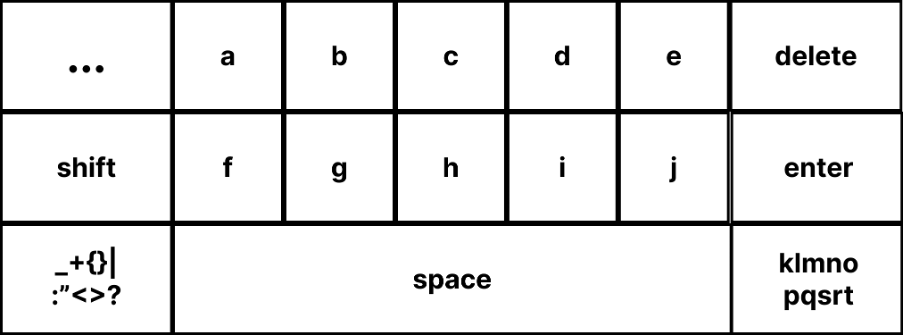 ... a b c d e delete
shift f g h i j enter
_+{}|
:”<>?
space
klmno
pqsrt